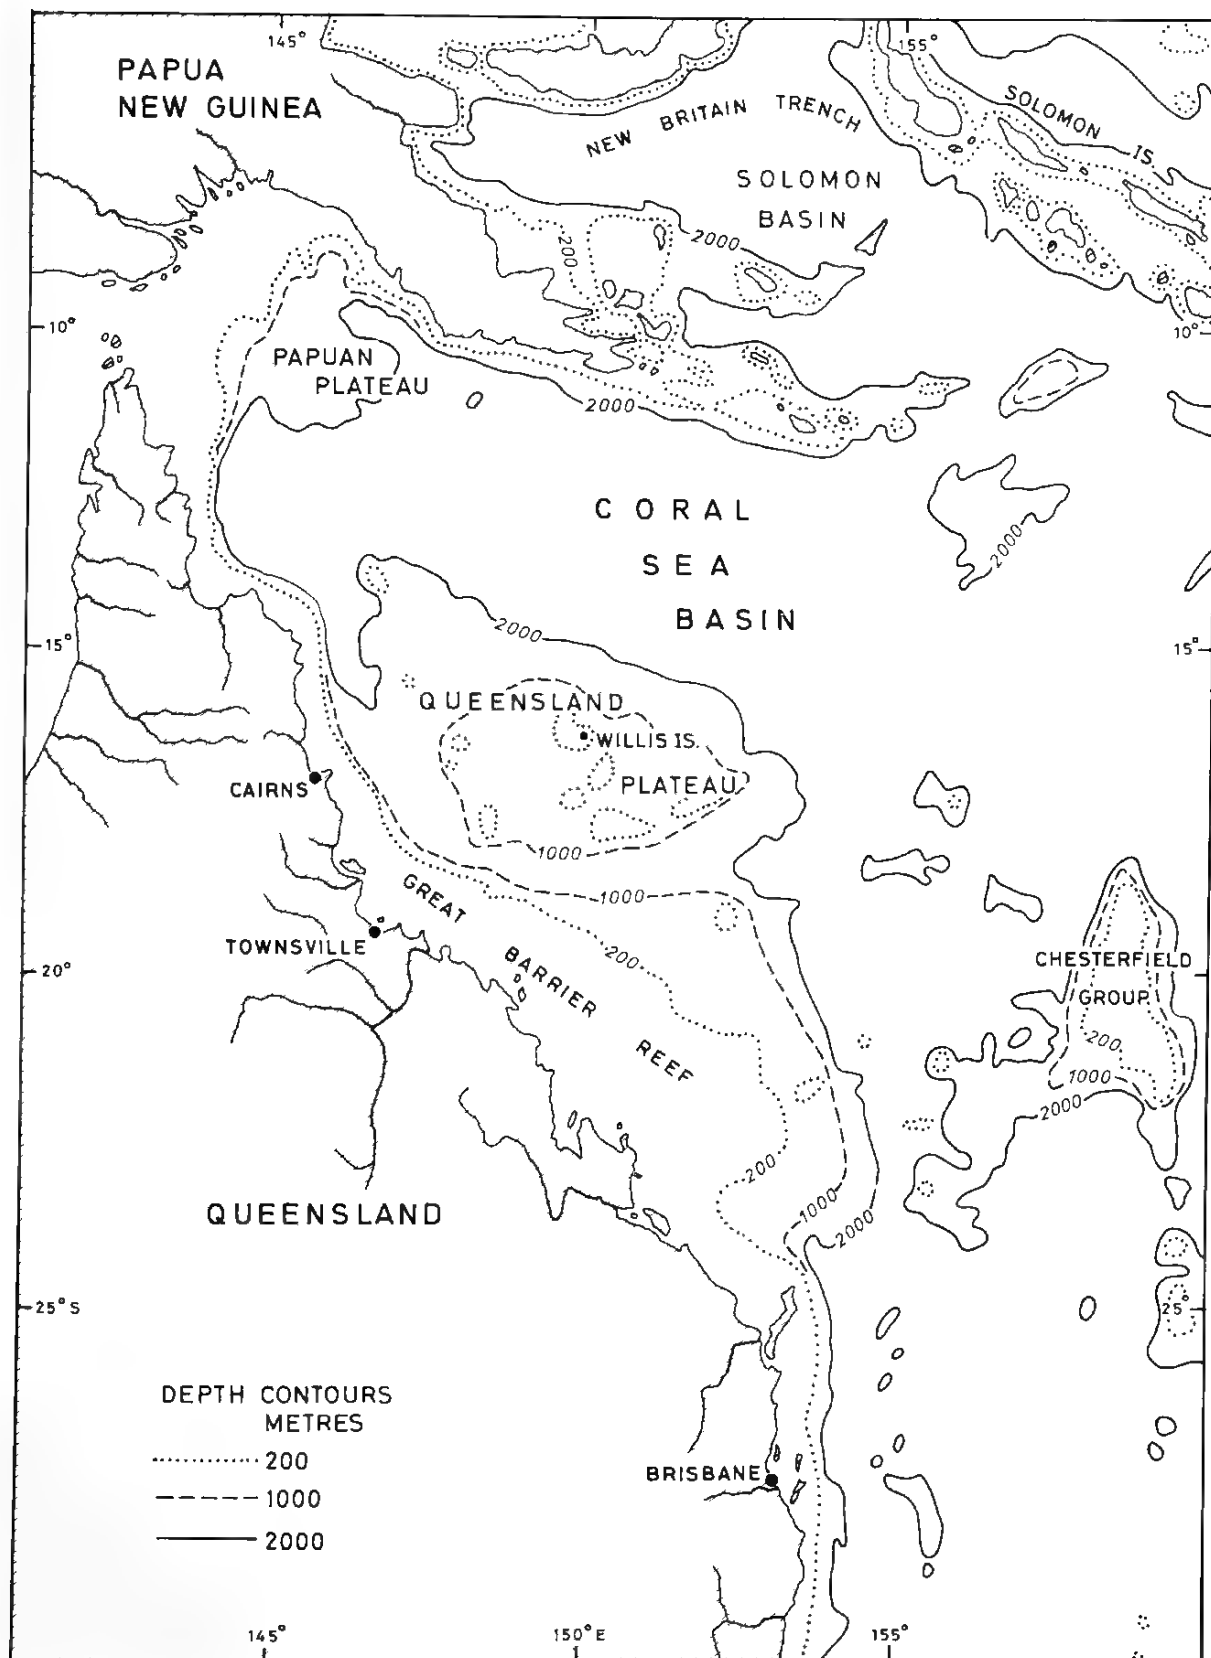 145°
155°
PAPUA
NEW GUINEA
NEW BRITAIN TRENCH
SOLOMON IS.
SOLOMON
BASIN
200
2000
10°
10°
PAPUAN
PLATEAU
2000
CORAL
SEA
BASIN
2000
2000
15°
15°
QUEENSLAND
WILLIS IS.
PLATEAU
CAIRNS
1000
1000
GREAT
BARRIER
REEF
TOWNSVILLE
200
20°
CHESTERFIELD
GROUP
200
1000
2000
200
1000
2000
QUEENSLAND
25°S
25°
DEPTH CONTOURS
METRES
200
1000
2000
BRISBANE
145°
150°E
155°